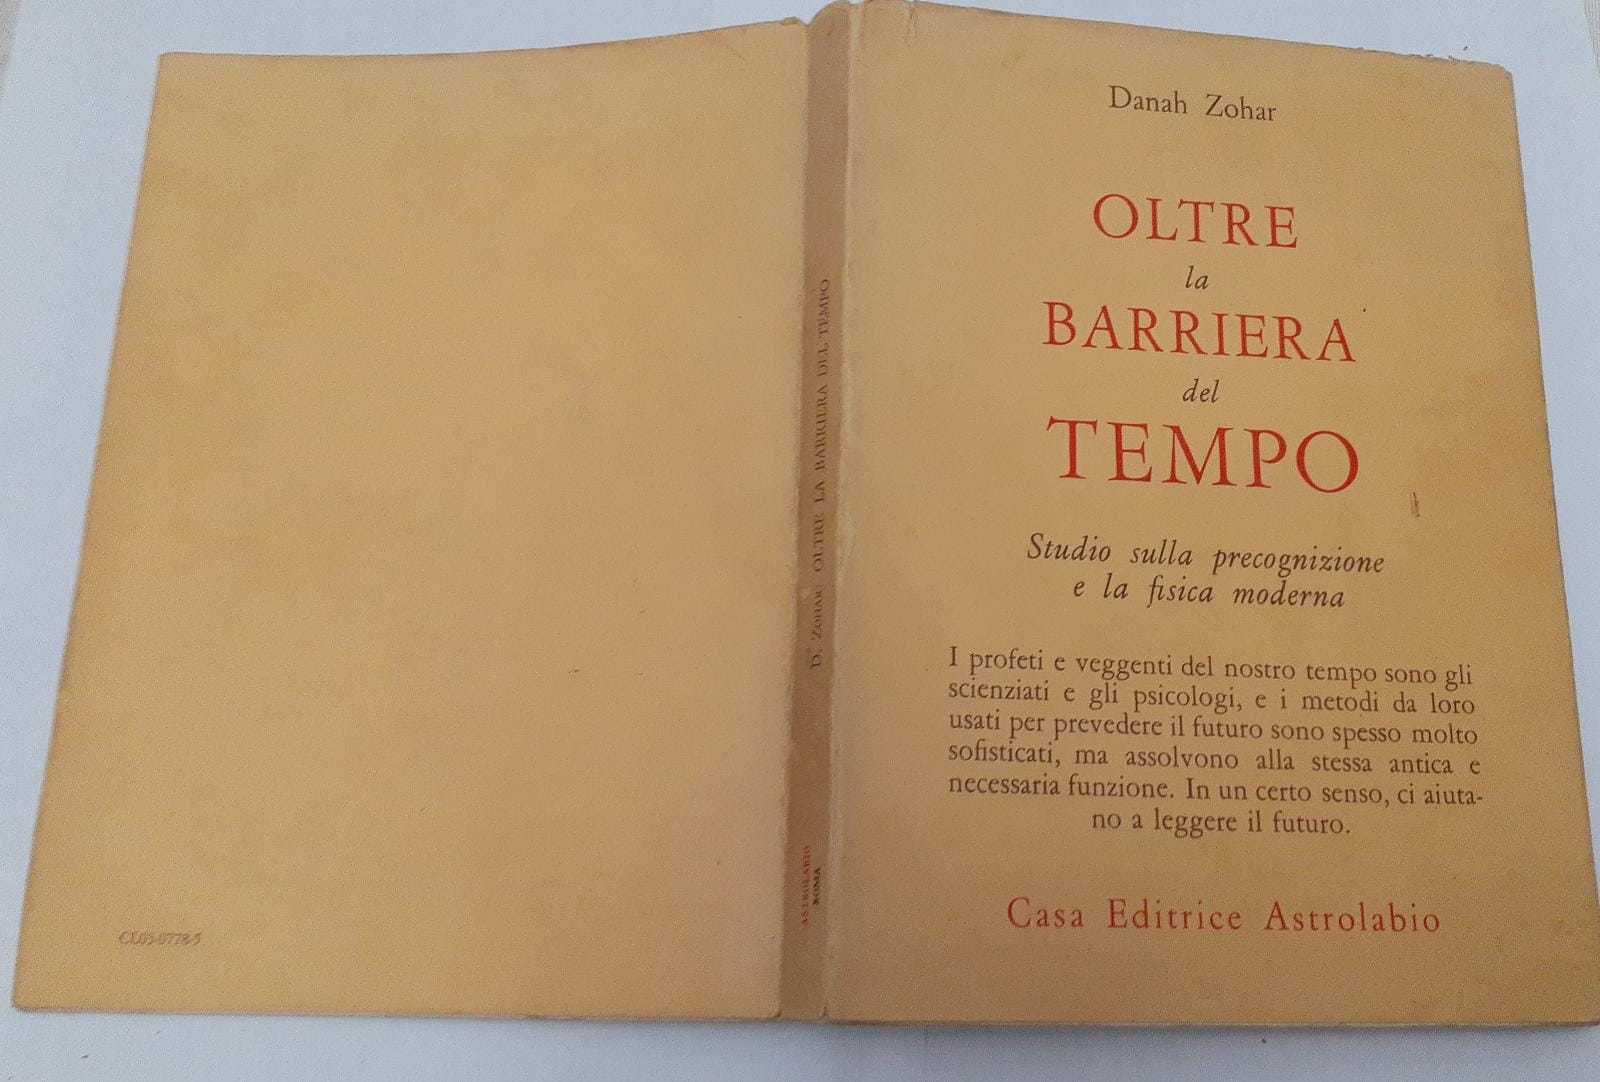 Danah Zohar
OLTRE
la
BARRIERA
del
TEMPO
Studio sulla precognizione
e la fisica moderna
I profeti e veggenti del nostro tempo sono gli
scienziati e gli psicologi, e i metodi da loro
usati per prevedere il futuro sono spesso molto
sofisticati, ma assolvono alla stessa antica e
necessaria funzione. In un certo senso, ci aiuta-
no a leggere il futuro.
Casa Editrice Astrolabio
D. ZOHAR OLTRE LA BARRIERA DEL TEMPO
ASTROLABIO
ROMA